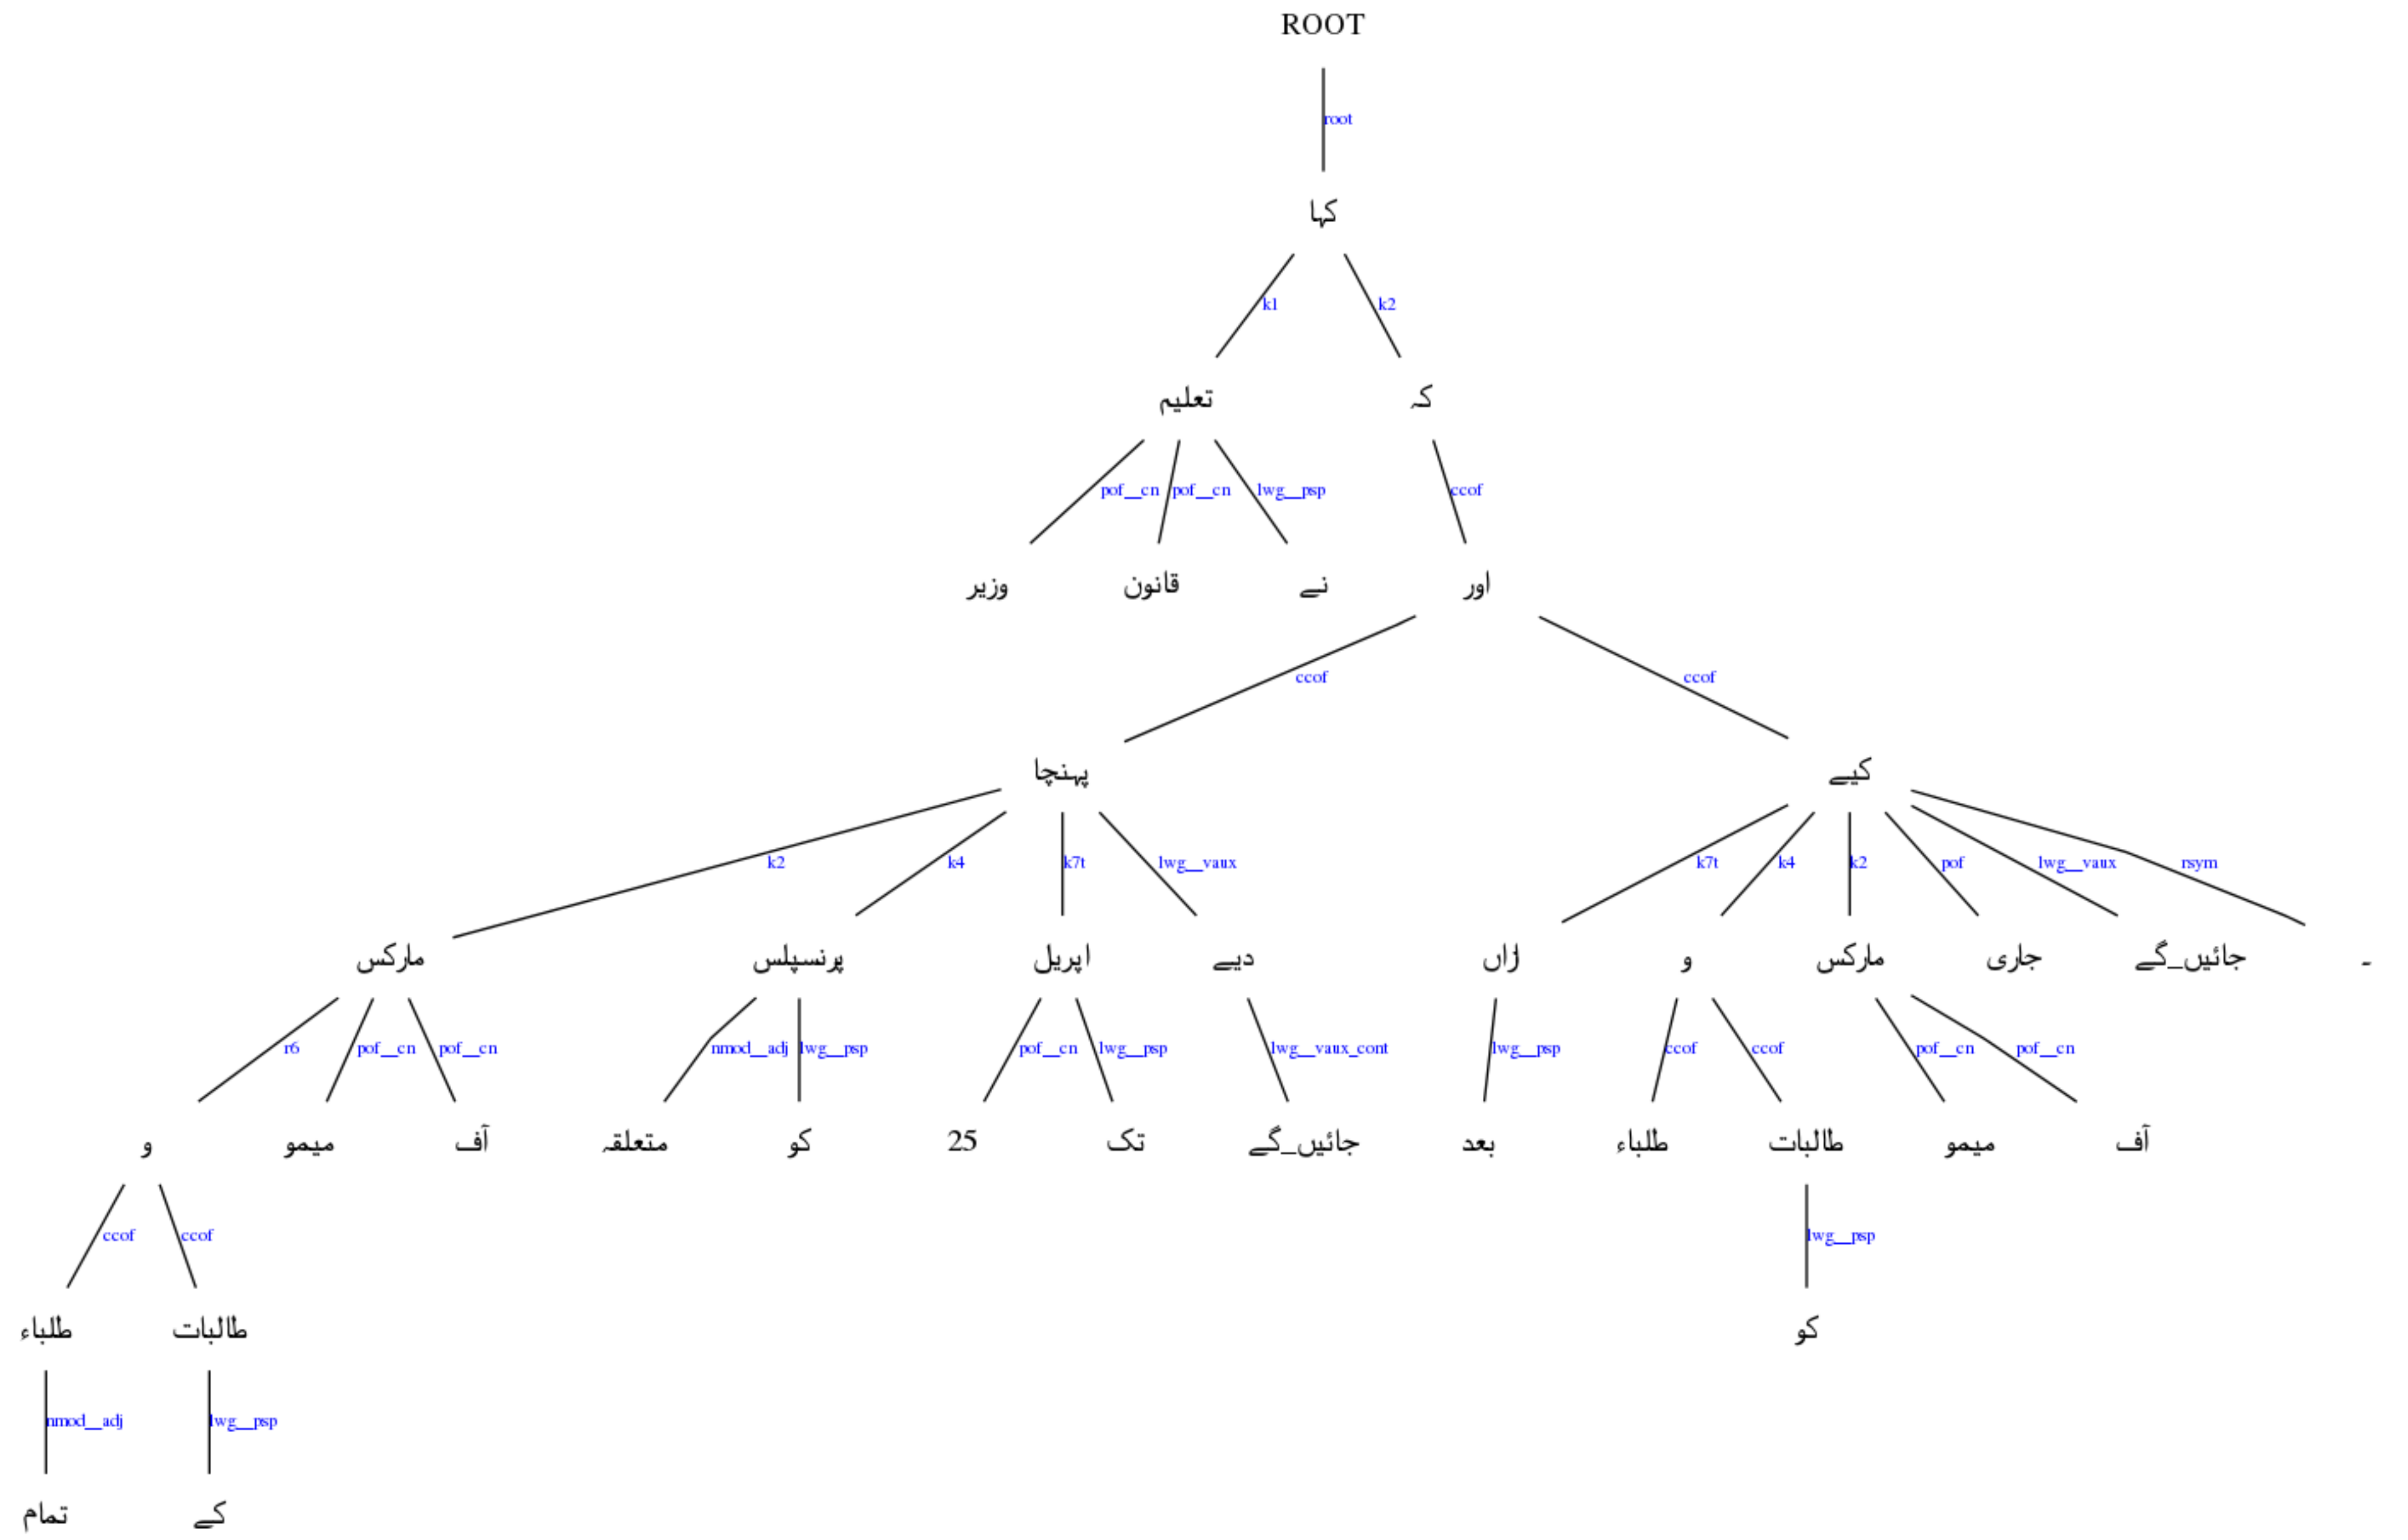 ROOT
root
کہا
k1 k2
تعلیم کہ
pof__cn pof__cn lwg__psp ccof
وزیر قانون نے اور
ccof ccof
پہنچا کیے
k2 k4 k7t lwg__vaux k7t k4 k2 pof lwg__vaux rsym
مارکس پرنسپلس اپریل دیے ازاں و مارکس جاری جائیں_گے ۔
r6 pof__cn pof__cn nmod__adj lwg__psp pof__cn lwg__psp lwg__vaux_cont lwg__psp ccof ccof pof__cn pof__cn
و میمو آف متعلقہ کو 25 تک جائیں_گے بعد طلباء طالبات میمو آف
ccof ccof lwg__psp
طلباء طالبات کو
nmod__adj lwg__psp
تمام کے